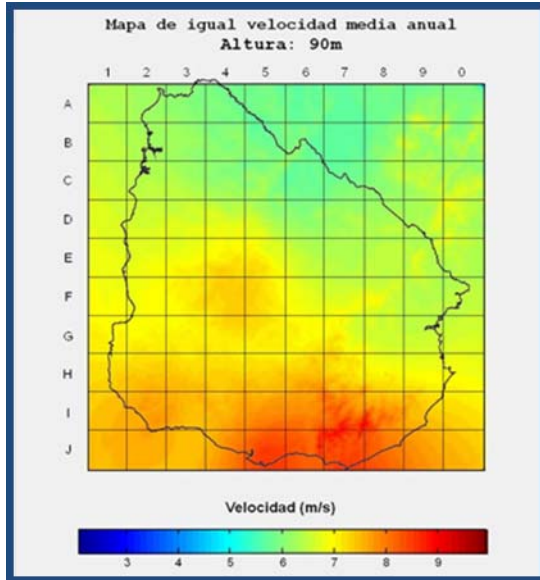 Mapa de igual velocidad media anual
Altura: 90m
1 2 3 4 5 6 7 8 9 0
A
B
C
D
E
F
G
H
I
J
Velocidad (m/s)
3 4 5 6 7 8 9